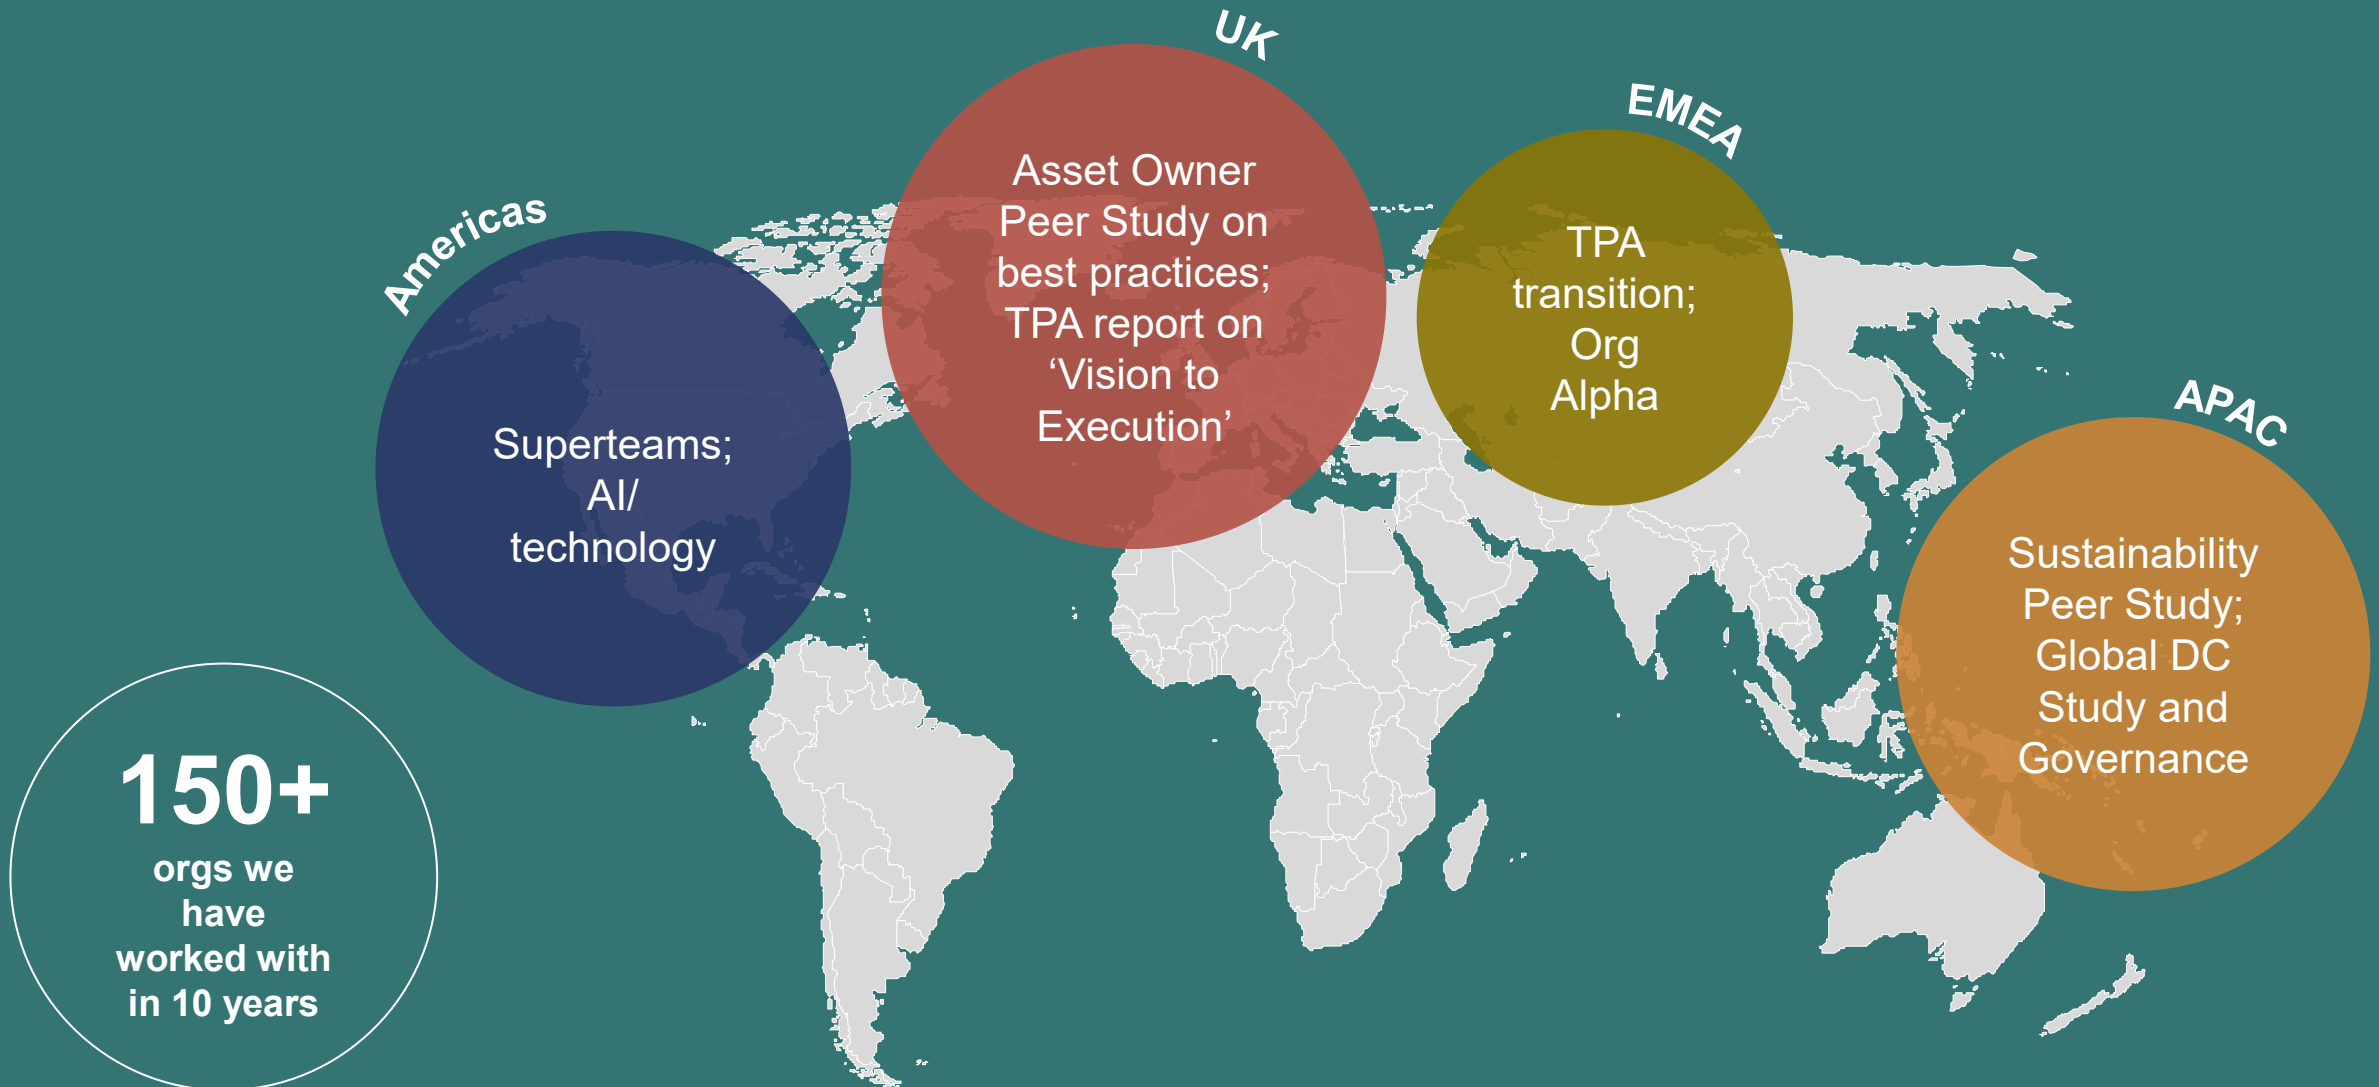 Americas
Superteams;
AI/
technology
UK
Asset Owner
Peer Study on
best practices;
TPA report on
‘Vision to
Execution’
EMEA
TPA
transition;
Org
Alpha
APAC
Sustainability
Peer Study;
Global DC
Study and
Governance
150+
orgs we
have
worked with
in 10 years